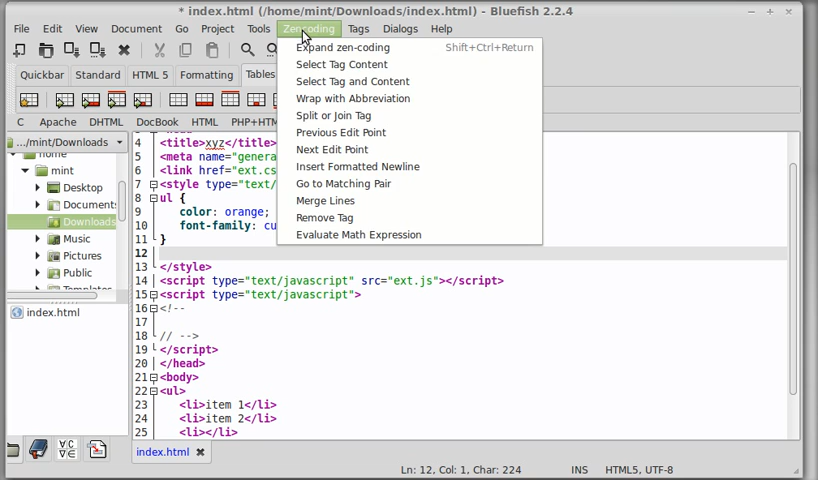 * index.html (/home/mint/Downloads/index.html) - Bluefish 2.2.4
File Edit View Document Go Project Tools Zencoding Tags Dialogs Help
Expand zen-coding Shift+Ctrl+Return
Select Tag Content
Select Tag and Content
Wrap with Abbreviation
Split or Join Tag
Previous Edit Point
Next Edit Point
Insert Formatted Newline
Go to Matching Pair
Merge Lines
Remove Tag
Evaluate Math Expression
Quickbar Standard HTML 5 Formatting Tables
C Apache DHTML DocBook HTML
.../mint/Downloads
mint
Desktop
Document
Downloads
Music
Pictures
Public
index.html
4 <title>xyz</title>
5 <meta name="genera
6 <link href="ext.cs
7 <style type="text/
8 ul {
9 color: orange;
10 font-family: cu
11 }
12
13 </style>
14 <script type="text/javascript" src="ext.js"></script>
15 <script type="text/javascript">
16 <!--
17
18 // -->
19 </script>
20 </head>
21 <body>
22 <ul>
23 <li>item 1</li>
24 <li>item 2</li>
25 <li></li>
index.html
Ln: 12, Col: 1, Char: 224 INS HTML5, UTF-8